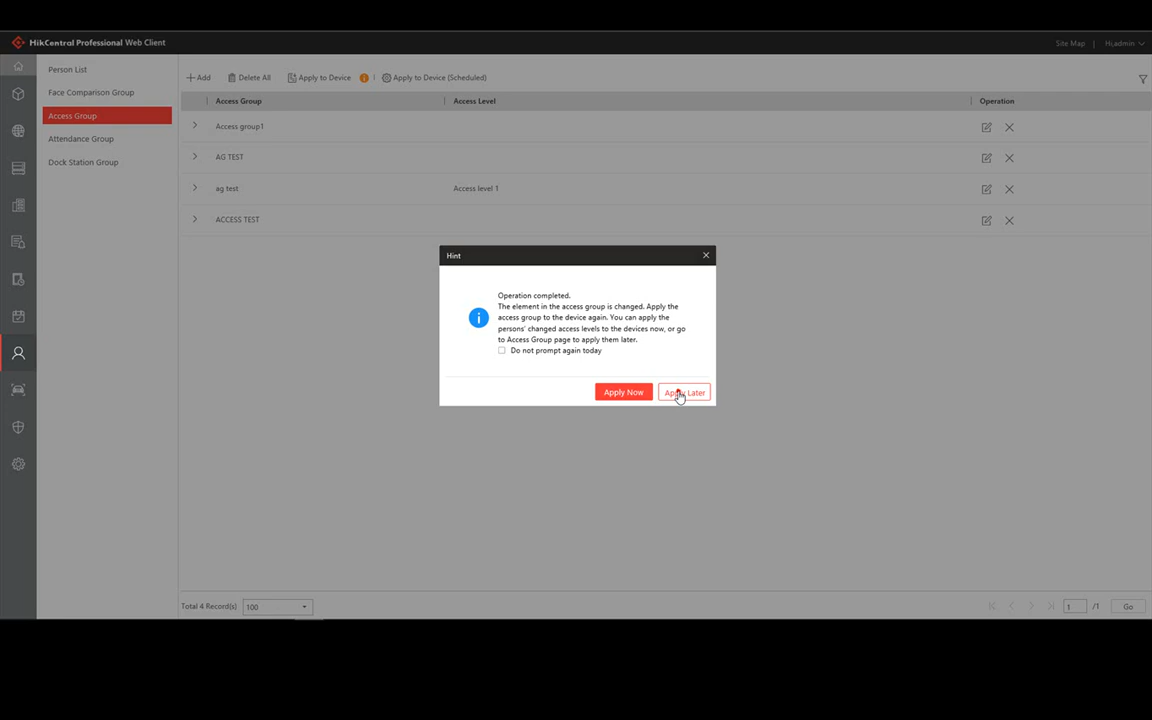 HikCentral Professional Web Client
Site Map | Hi,admin
Person List
Face Comparison Group
Access Group
Attendance Group
Dock Station Group
Add Delete All Apply to Device Apply to Device (Scheduled)
Access Group Access Level Operation
Access group1
AG TEST
ag test Access level 1
ACCESS TEST
Hint
Operation completed.
The element in the access group is changed. Apply the
access group to the device again. You can apply the
persons' changed access levels to the devices now, or go
to Access Group page to apply them later.
Do not prompt again today
Apply Now Apply Later
Total 4 Record(s) 100 1 /1 Go